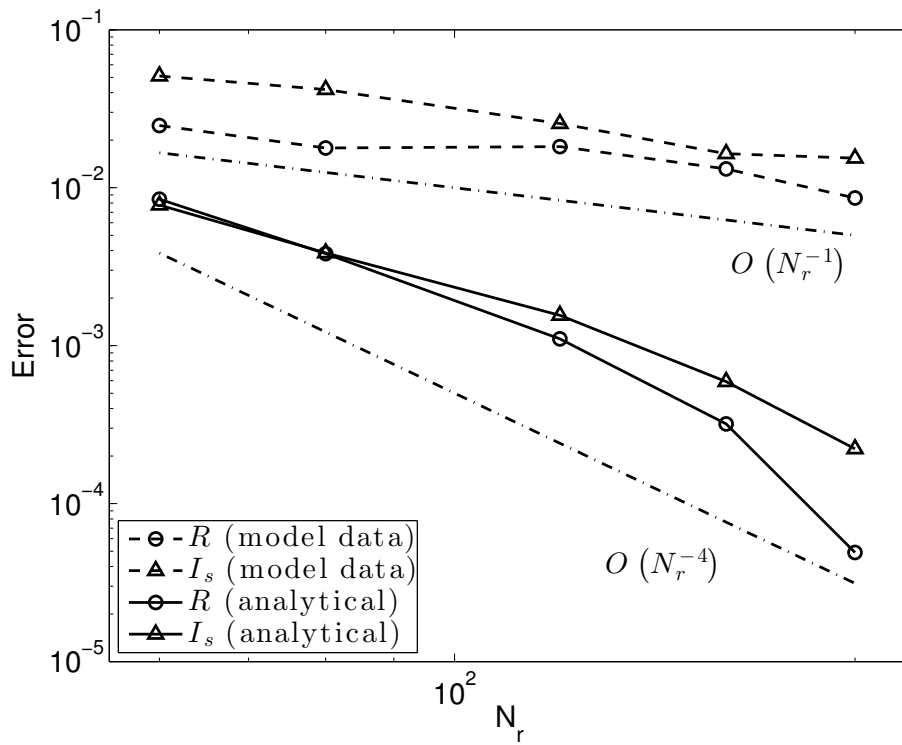 10^-1
10^-2
10^-3
10^-4
10^-5
Error
O (N_r^-1)
O (N_r^-4)
R (model data)
I_s (model data)
R (analytical)
I_s (analytical)
10^2
N_r